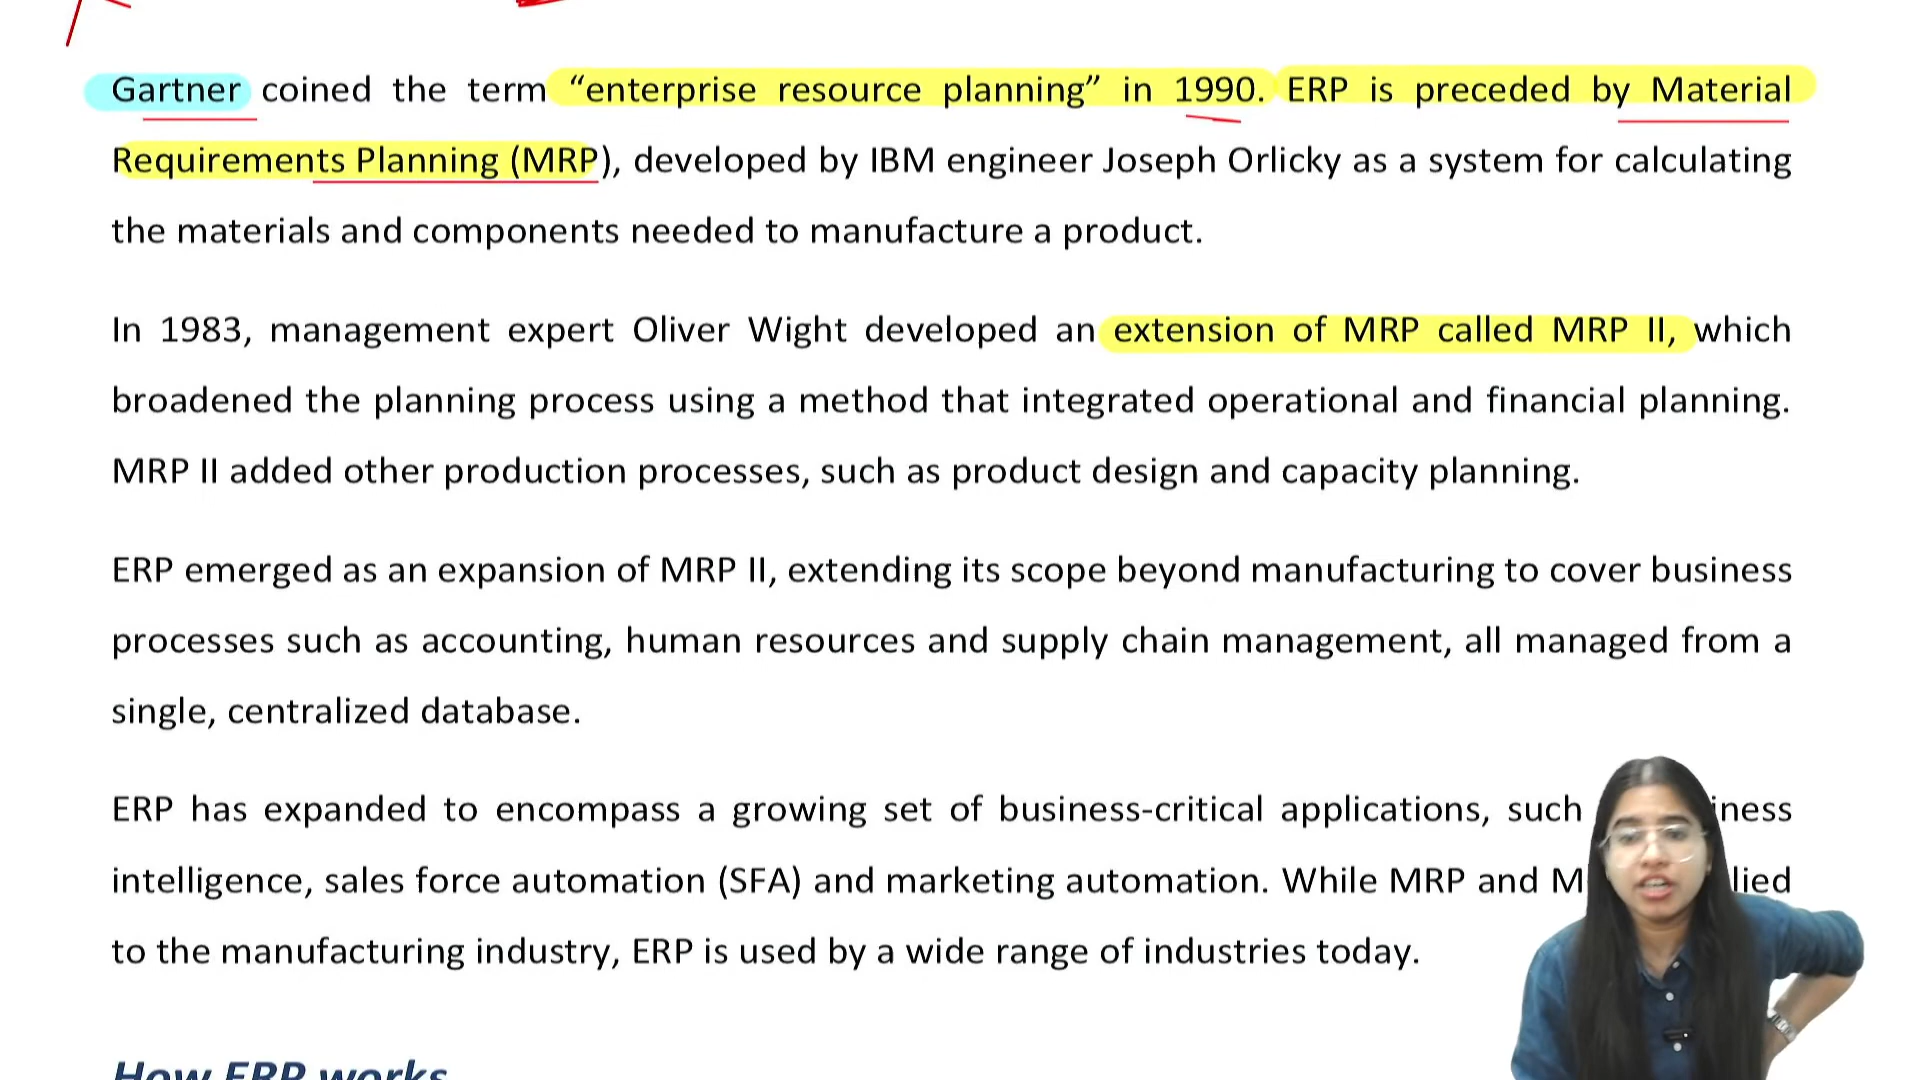 Gartner coined the term “enterprise resource planning” in 1990. ERP is preceded by Material
Requirements Planning (MRP), developed by IBM engineer Joseph Orlicky as a system for calculating
the materials and components needed to manufacture a product.
In 1983, management expert Oliver Wight developed an extension of MRP called MRP II, which
broadened the planning process using a method that integrated operational and financial planning.
MRP II added other production processes, such as product design and capacity planning.
ERP emerged as an expansion of MRP II, extending its scope beyond manufacturing to cover business
processes such as accounting, human resources and supply chain management, all managed from a
single, centralized database.
ERP has expanded to encompass a growing set of business-critical applications, such
intelligence, sales force automation (SFA) and marketing automation. While MRP and
to the manufacturing industry, ERP is used by a wide range of industries today.
How ERP works